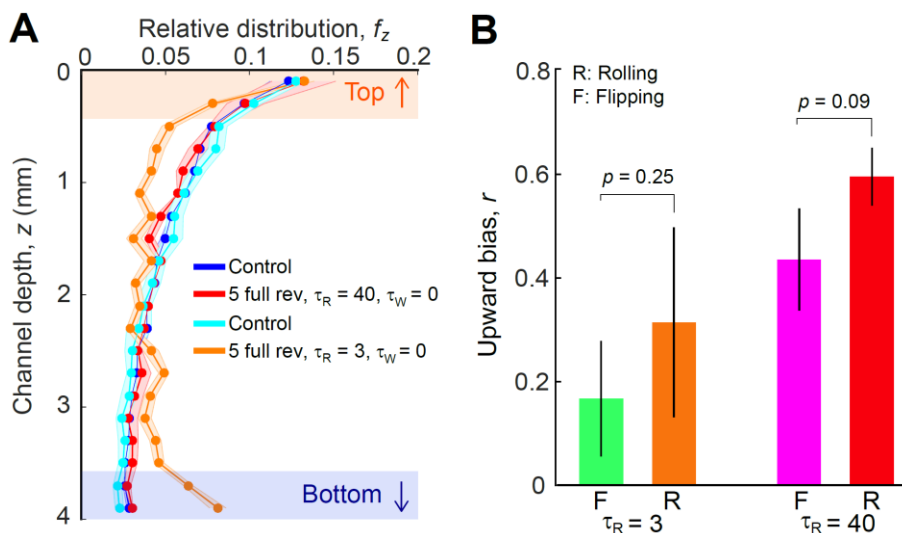 A
Relative distribution, f_z
0 0.05 0.1 0.15 0.2
Channel depth, z (mm)
0
1
2
3
4
Top ↑
Control
5 full rev, τ_R = 40, τ_W = 0
Control
5 full rev, τ_R = 3, τ_W = 0
Bottom ↓
B
Upward bias, r
0.8
0.6
0.4
0.2
0
R: Rolling
F: Flipping
p = 0.09
p = 0.25
F R F R
τ_R = 3 τ_R = 40